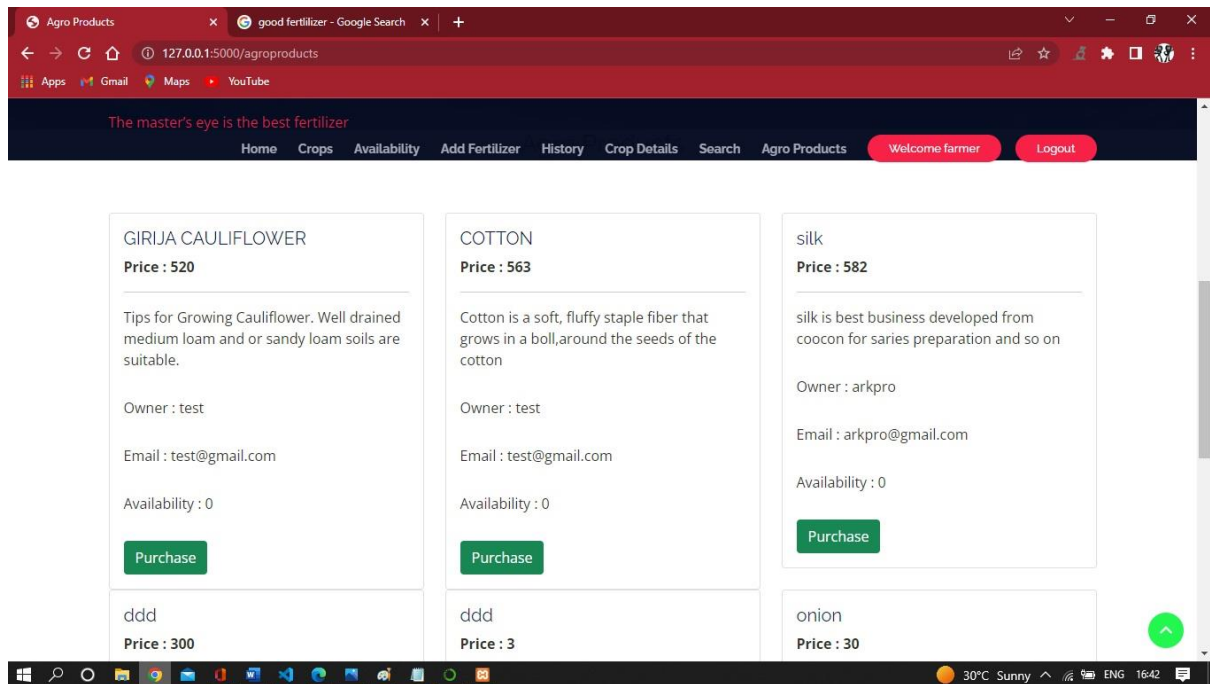 Agro Products
good fertlilizer - Google Search
127.0.0.1:5000/agroproducts
Apps Gmail Maps YouTube
The master's eye is the best fertilizer
Home Crops Availability Add Fertilizer History Crop Details Search Agro Products Welcome farmer Logout
GIRIJA CAULIFLOWER
Price : 520
Tips for Growing Cauliflower. Well drained
medium loam and or sandy loam soils are
suitable.
Owner : test
Email : test@gmail.com
Availability : 0
Purchase
COTTON
Price : 563
Cotton is a soft, fluffy staple fiber that
grows in a boll,around the seeds of the
cotton
Owner : test
Email : test@gmail.com
Availability : 0
Purchase
silk
Price : 582
silk is best business developed from
coocon for saries preparation and so on
Owner : arkpro
Email : arkpro@gmail.com
Availability : 0
Purchase
ddd
Price : 300
ddd
Price : 3
onion
Price : 30
30°C Sunny ENG 16:42